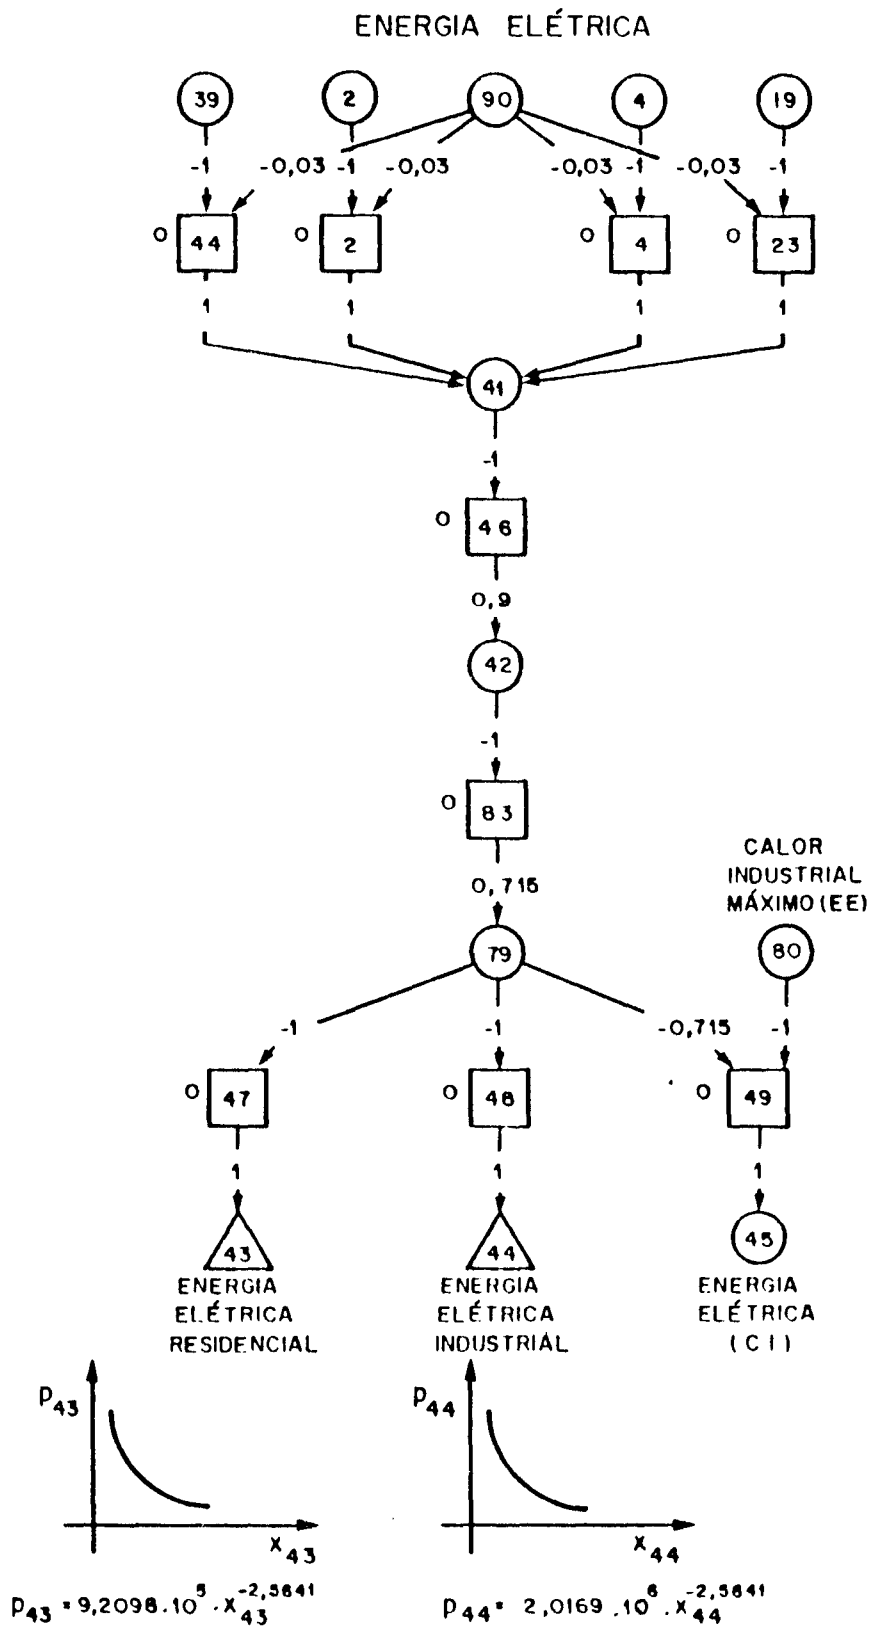 ENERGIA ELÉTRICA
39 2 90 4 19
-1 -0,03 -1 -0,03 -0,03 -1 -0,03 -1
0 44 0 2 0 4 0 23
1 1 1 1
41
-1
0 46
0,9
42
-1
0 83
0,715
CALOR
INDUSTRIAL
MÁXIMO (EE)
79 80
-1 -1 -0,715 -1
0 47 0 48 0 49
1 1 1
43 44 45
ENERGIA
ELÉTRICA
RESIDENCIAL
ENERGIA
ELÉTRICA
INDUSTRIAL
ENERGIA
ELÉTRICA
(CI)
P43
X43
P44
X44
P43 = 9,2098.10^5 . X43^-2,5641
P44 = 2,0169 .10^6 . X44^-2,5641